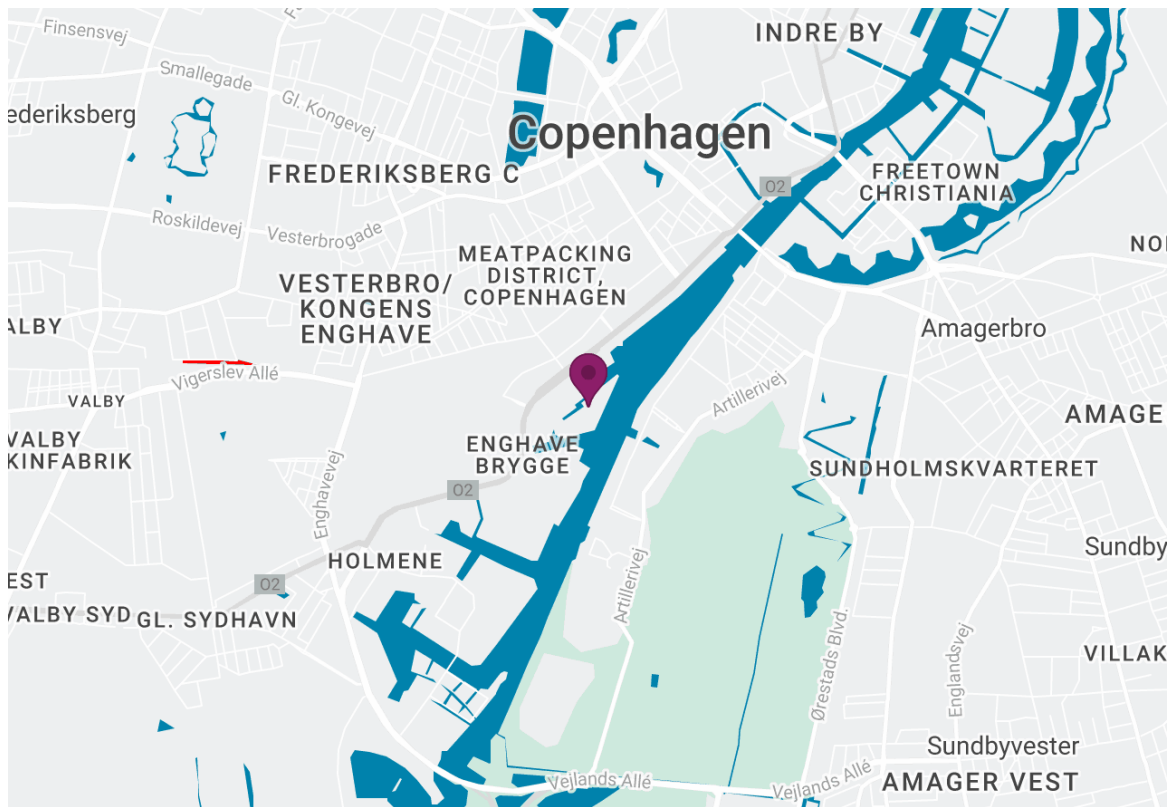 Finsensvej
INDRE BY
Smallegade
Gl. Kongevej
ederiksberg
Copenhagen
FREDERIKSBERG C
FREETOWN
CHRISTIANIA
O2
Roskildevej
Vesterbrogade
MEATPACKING
DISTRICT,
COPENHAGEN
VESTERBRO/
KONGENS
ENGHAVE
ALBY
Amagerbro
Vigerslev Allé
VALBY
Artillerivej
AMAGE
VALBY
KINFABRIK
ENGHAVE
BRYGGE
SUNDHOLMSKVARTERET
Enghavevej
O2
Sundby
HOLMENE
EST
O2
Artillerivej
VALBY SYD
GL. SYDHAVN
Ørestads Blvd.
Englandsvej
VILLAK
Sundbyvester
AMAGER VEST
Vejlands Allé
Vejlands Allé